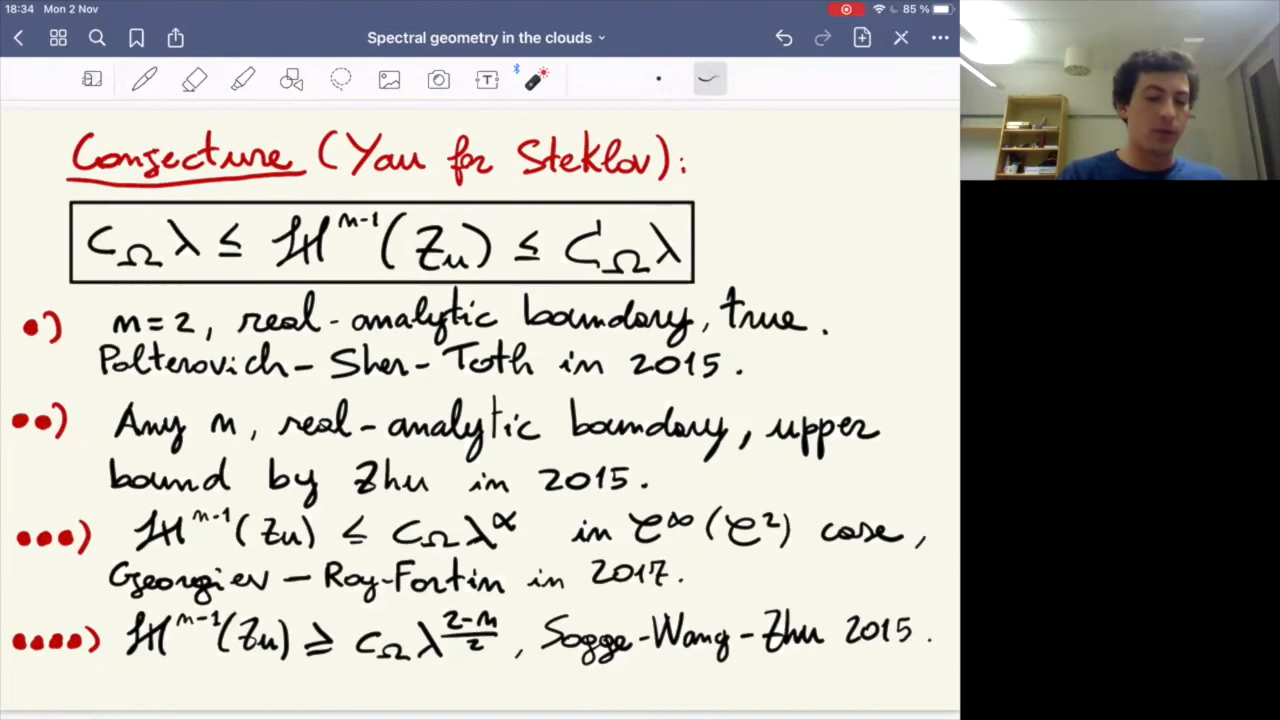 18:34 Mon 2 Nov
85 %
Spectral geometry in the clouds
T
Conjecture (Yau for Steklov):
c_Ω λ ≤ ℋ^{n-1}(Z_u) ≤ C_Ω λ
•) n=2, real-analytic boundary, true.
Polterovich-Sher-Toth in 2015.
••) Any n, real-analytic boundary, upper
bound by Zhu in 2015.
•••) ℋ^{n-1}(Z_u) ≤ C_Ω λ^α in C^∞ (C^2) case,
Georgiev - Roy-Fortin in 2017.
••••) ℋ^{n-1}(Z_u) ≥ c_Ω λ^{\frac{2-n}{2}}, Sogge-Wang-Zhu 2015.